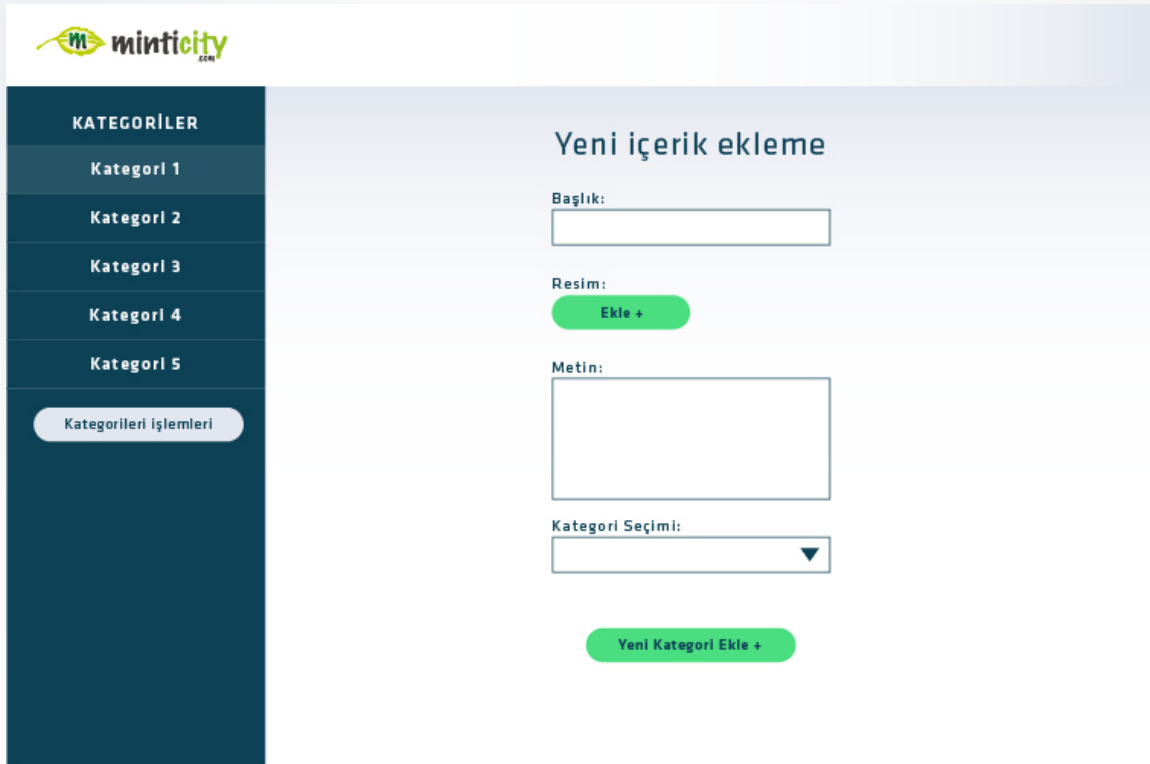 m minticity
.com
KATEGORİLER
Kategori 1
Kategori 2
Kategori 3
Kategori 4
Kategori 5
Kategorileri işlemleri
Yeni içerik ekleme
Başlık:
Resim:
Ekle +
Metin:
Kategori Seçimi:
Yeni Kategori Ekle +